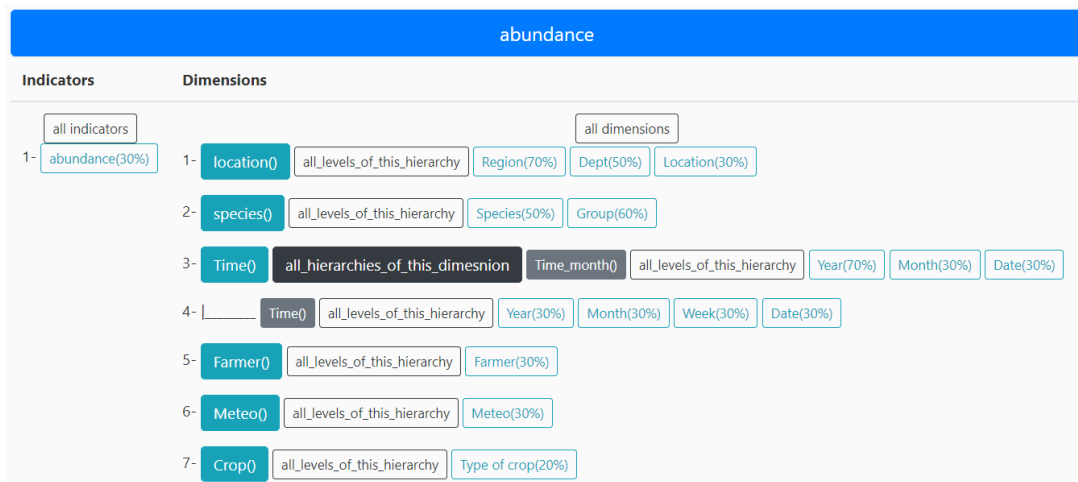 abundance
Indicators Dimensions
all indicators all dimensions
1- abundance(30%) 1- location() all_levels_of_this_hierarchy Region(70%) Dept(50%) Location(30%)
2- species() all_levels_of_this_hierarchy Species(50%) Group(60%)
3- Time() all_hierarchies_of_this_dimesnion Time_month() all_levels_of_this_hierarchy Year(70%) Month(30%) Date(30%)
4- |________ Time() all_levels_of_this_hierarchy Year(30%) Month(30%) Week(30%) Date(30%)
5- Farmer() all_levels_of_this_hierarchy Farmer(30%)
6- Meteo() all_levels_of_this_hierarchy Meteo(30%)
7- Crop() all_levels_of_this_hierarchy Type of crop(20%)